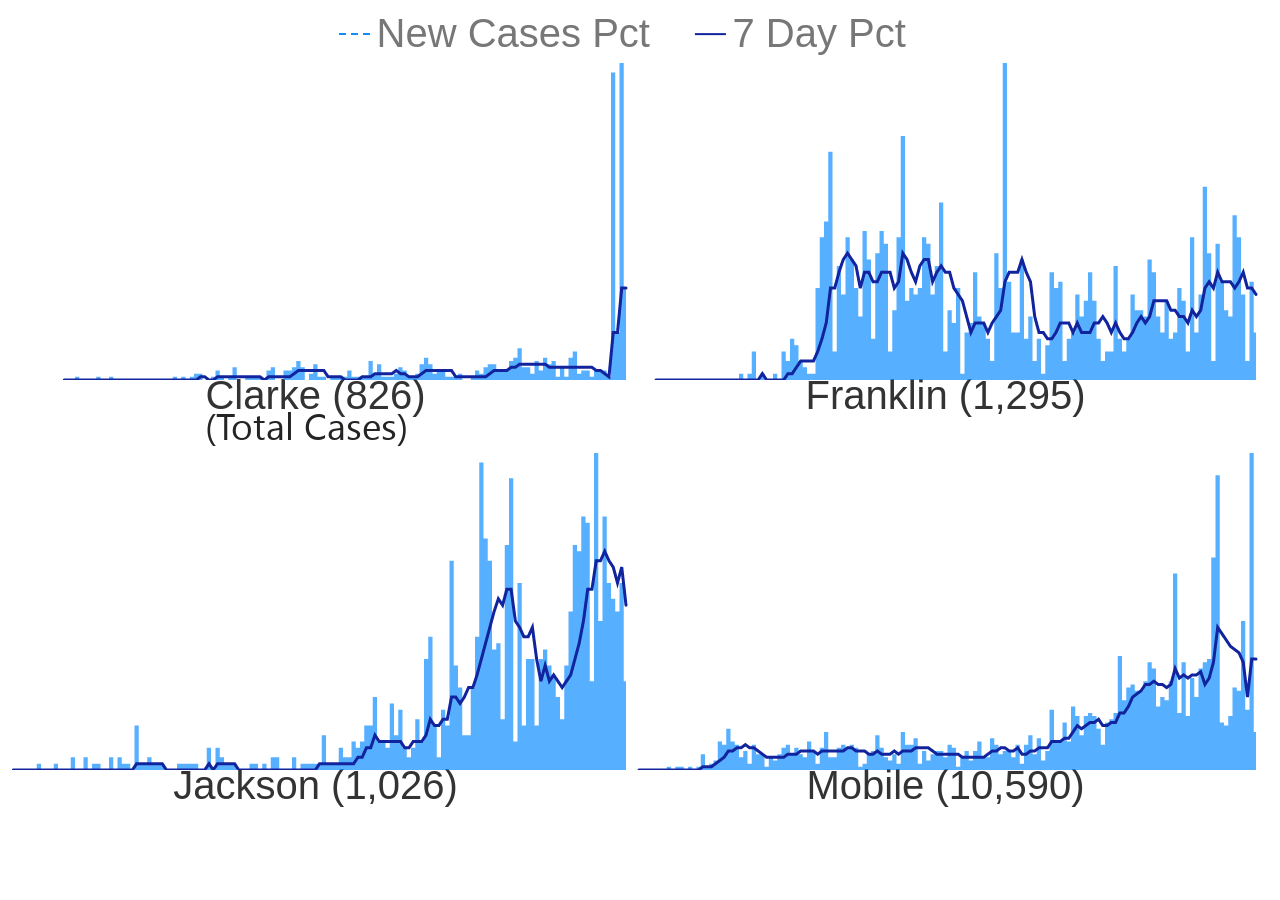 New Cases Pct 7 Day Pct
Clarke (826)
(Total Cases)
Franklin (1,295)
Jackson (1,026)
Mobile (10,590)